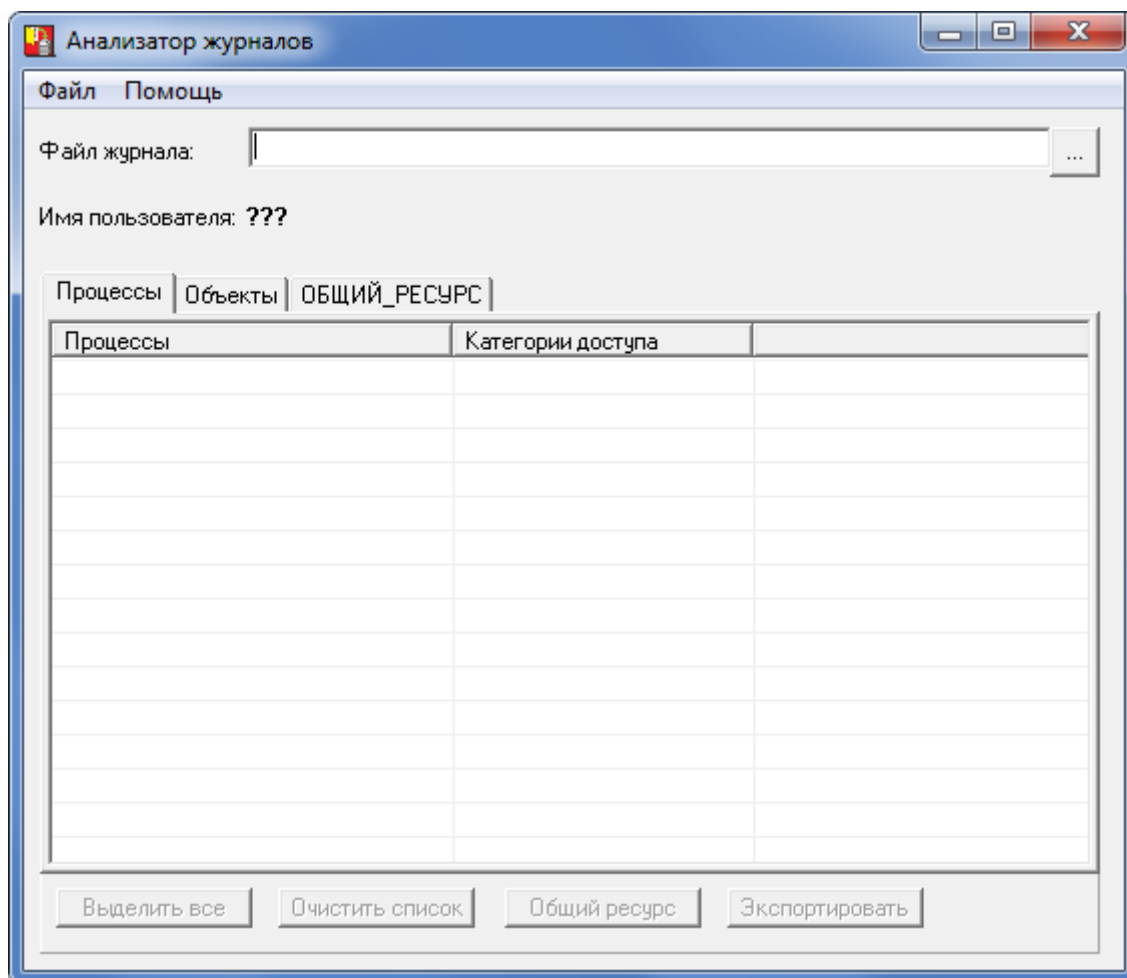 Анализатор журналов
Файл Помощь
Файл журнала: ...
Имя пользователя: ???
Процессы Объекты ОБЩИЙ_РЕСУРС
Процессы Категории доступа
Выделить все Очистить список Общий ресурс Экспортировать